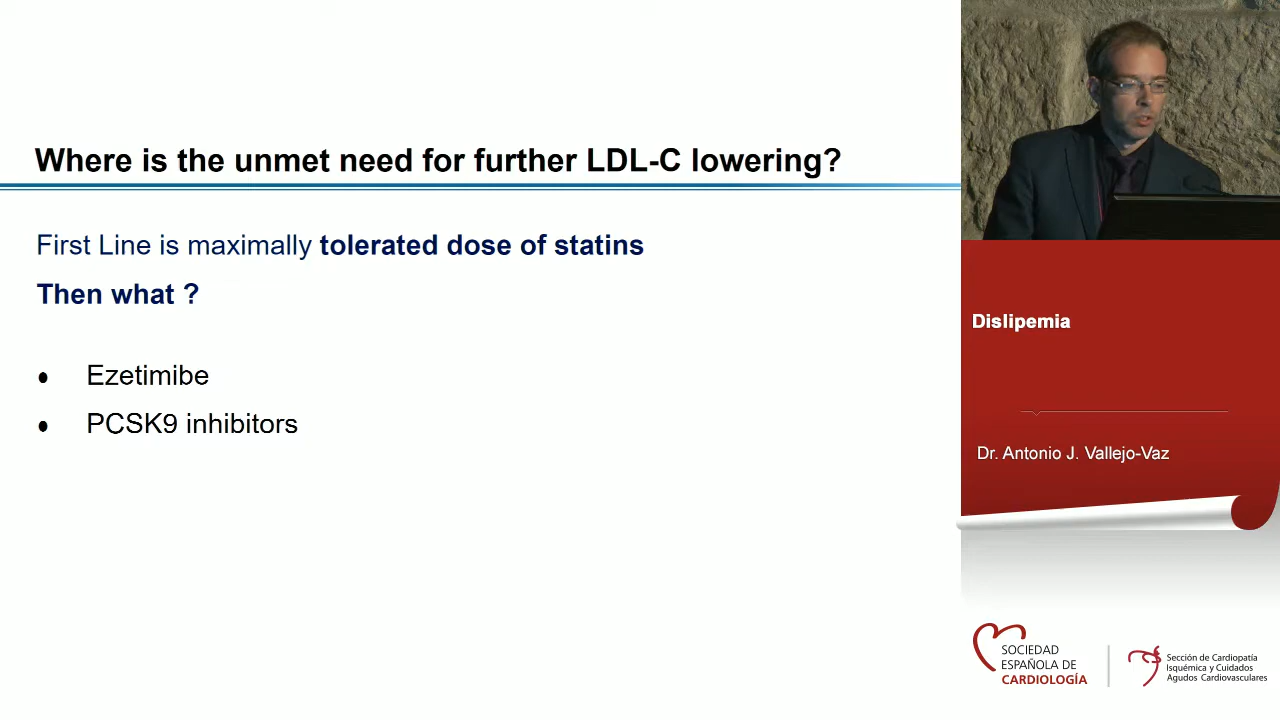 Where is the unmet need for further LDL-C lowering?
First Line is maximally tolerated dose of statins
Then what ?
• Ezetimibe
• PCSK9 inhibitors
Dislipemia
Dr. Antonio J. Vallejo-Vaz
SOCIEDAD
ESPAÑOLA DE
CARDIOLOGÍA
Sección de Cardiopatía
Isquémica y Cuidados
Agudos Cardiovasculares